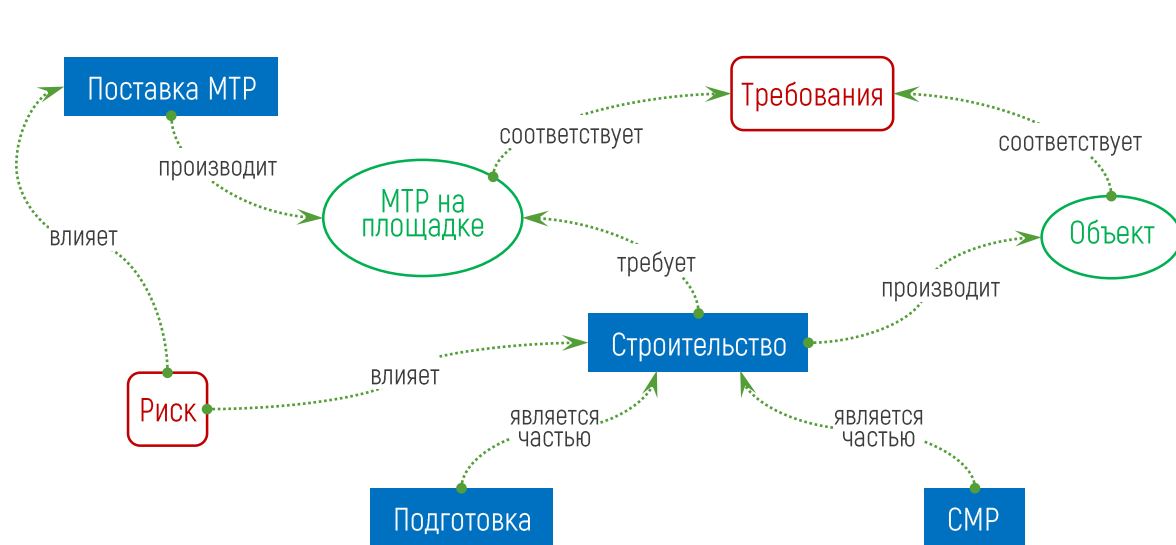 Поставка МТР
Требования
соответствует
соответствует
производит
МТР на
площадке
Объект
влияет
требует
производит
Строительство
влияет
Риск
является
частью
является
частью
Подготовка
СМР